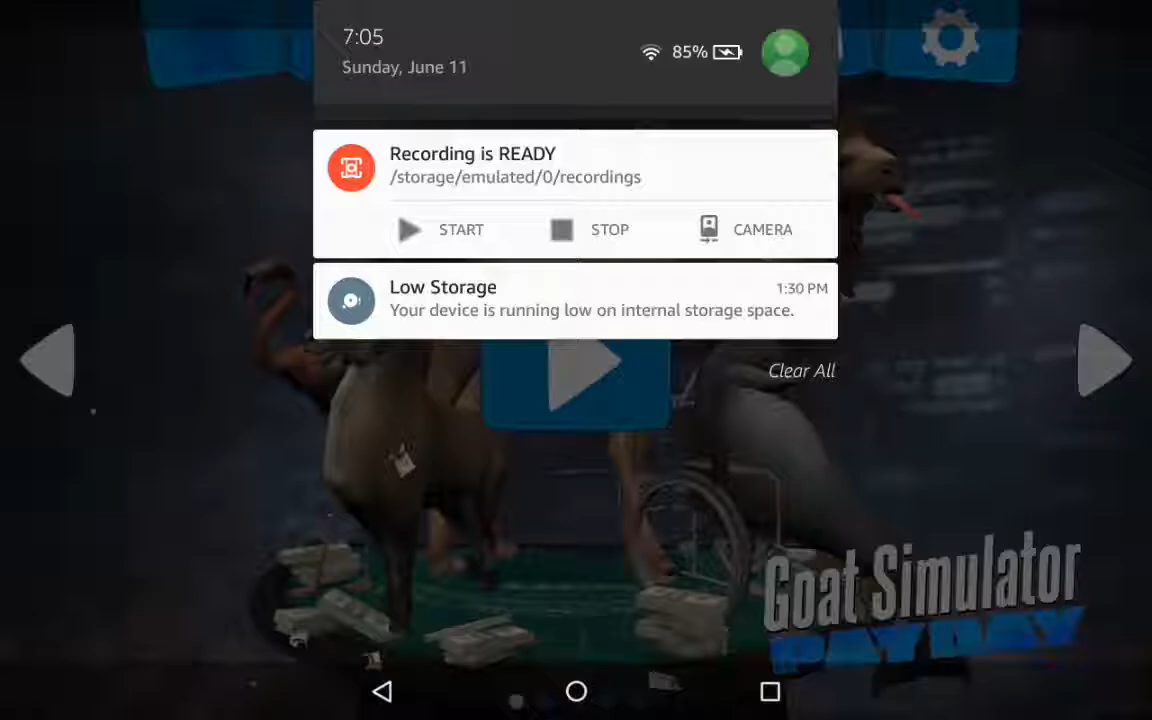 7:05
85%
Sunday, June 11
Recording is READY
/storage/emulated/0/recordings
START STOP CAMERA
Low Storage 1:30 PM
Your device is running low on internal storage space.
Clear All
Goat Simulator
PAYDAY